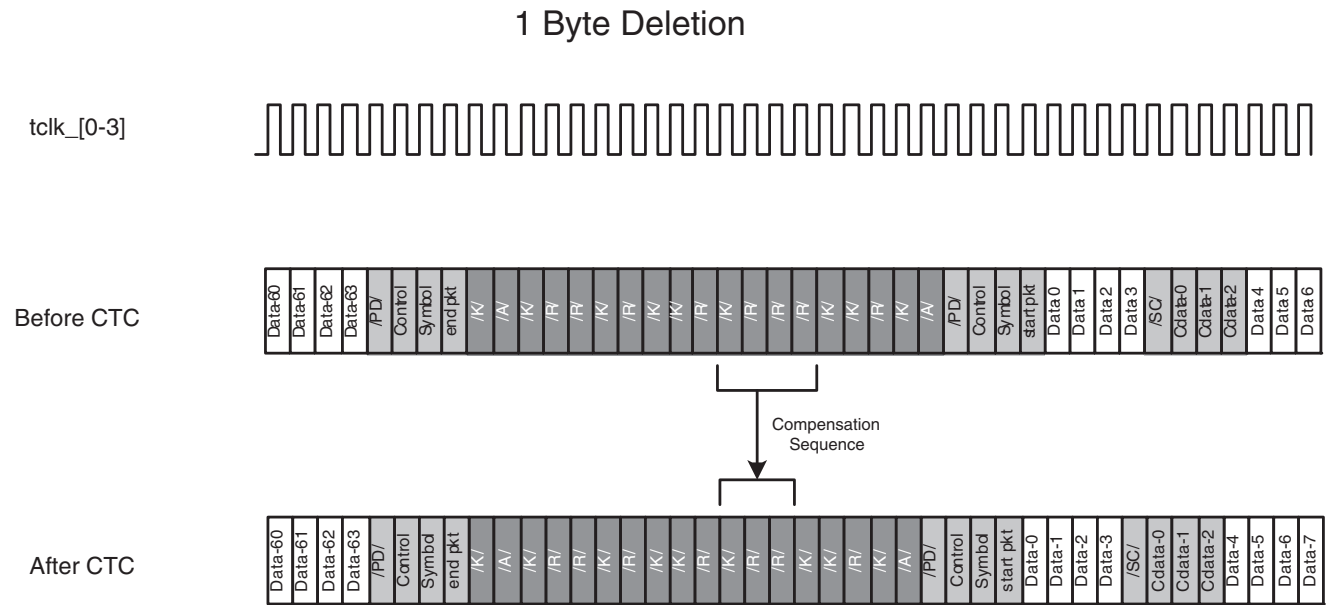 1 Byte Deletion
tclk_[0-3]
Before CTC
Data-60
Data-61
Data-62
Data-63
/PD/
Control
Symbol
end pkt
/K/
/A/
/K/
/R/
/R/
/K/
/R/
/K/
/K/
/R/
/K/
/R/
/R/
/R/
/K/
/K/
/R/
/K/
/A/
/PD/
Control
Symbol
start pkt
Data 0
Data 1
Data 2
Data 3
/SC/
Cdata-0
Cdata-1
Cdata-2
Data 4
Data 5
Data 6
Compensation
Sequence
After CTC
Data-60
Data-61
Data-62
Data-63
/PD/
Control
Symbol
end pkt
/K/
/A/
/K/
/R/
/R/
/K/
/R/
/K/
/K/
/R/
/K/
/R/
/R/
/K/
/K/
/R/
/K/
/A/
/PD/
Control
Symbol
start pkt
Data-0
Data-1
Data-2
Data-3
/SC/
Cdata-0
Cdata-1
Cdata-2
Data-4
Data-5
Data-6
Data-7